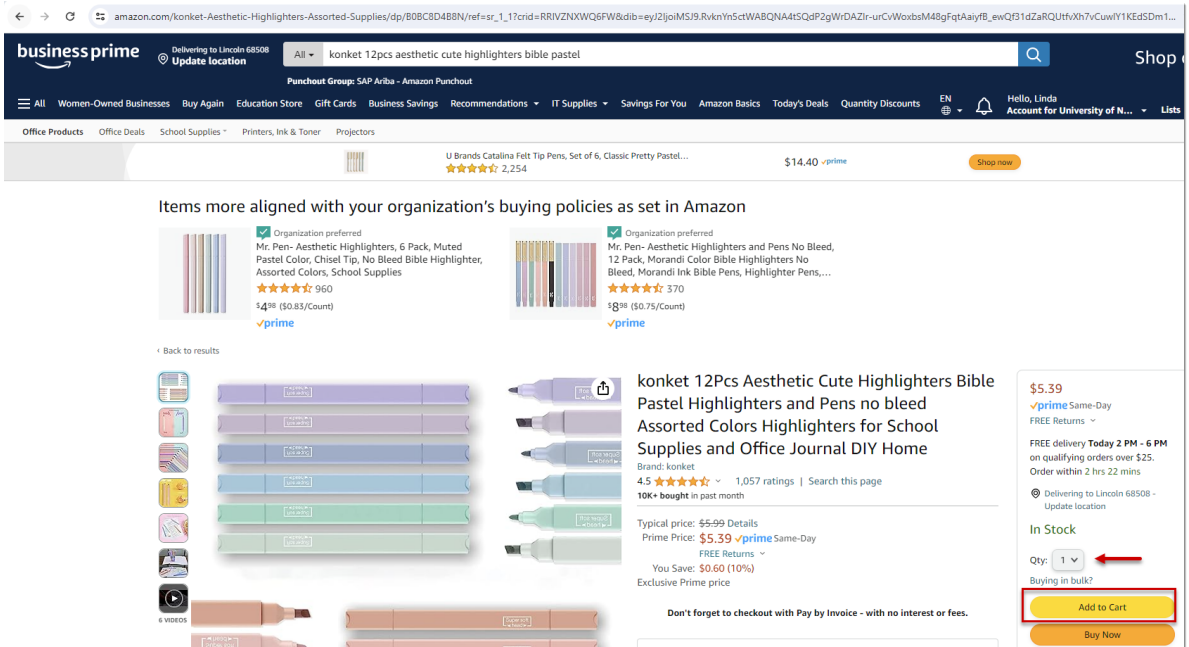 amazon.com/konket-Aesthetic-Highlighters-Assorted-Supplies/dp/B0BC8D4B8N/ref=sr_1_1?crid=RRIVZNXWQ6FW&dib=
business prime
Delivering to Lincoln 68508
Update location
All
konket 12pcs aesthetic cute highlighters bible pastel
Shop
Punchout Group: SAP Ariba - Amazon Punchout
All Women-Owned Businesses Buy Again Education Store Gift Cards Business Savings Recommendations IT Supplies Savings For You Amazon Basics Today's Deals Quantity Discounts
EN
Hello, Linda
Account for University of N...
Lists
Office Products Office Deals School Supplies Printers, Ink & Toner Projectors
U Brands Catalina Felt Tip Pens, Set of 6, Classic Pretty Pastel...
2,254
$14.40 prime
Shop now
Items more aligned with your organization's buying policies as set in Amazon
Organization preferred
Mr. Pen- Aesthetic Highlighters, 6 Pack, Muted
Pastel Color, Chisel Tip, No Bleed Bible Highlighter,
Assorted Colors, School Supplies
960
$4.98 ($0.83/Count)
prime
Organization preferred
Mr. Pen- Aesthetic Highlighters and Pens No Bleed,
12 Pack, Morandi Color Bible Highlighters No
Bleed, Morandi Ink Bible Pens, Highlighter Pens,...
370
$8.98 ($0.75/Count)
prime
‹ Back to results
6 VIDEOS
konket 12Pcs Aesthetic Cute Highlighters Bible
Pastel Highlighters and Pens no bleed
Assorted Colors Highlighters for School
Supplies and Office Journal DIY Home
Brand: konket
4.5 1,057 ratings | Search this page
10K+ bought in past month
Typical price: $5.99 Details
Prime Price: $5.39 prime Same-Day
FREE Returns
You Save: $0.60 (10%)
Exclusive Prime price
Don't forget to checkout with Pay by Invoice - with no interest or fees.
$5.39
prime Same-Day
FREE Returns
FREE delivery Today 2 PM - 6 PM
on qualifying orders over $25.
Order within 2 hrs 22 mins
Delivering to Lincoln 68508 -
Update location
In Stock
Qty: 1
Buying in bulk?
Add to Cart
Buy Now